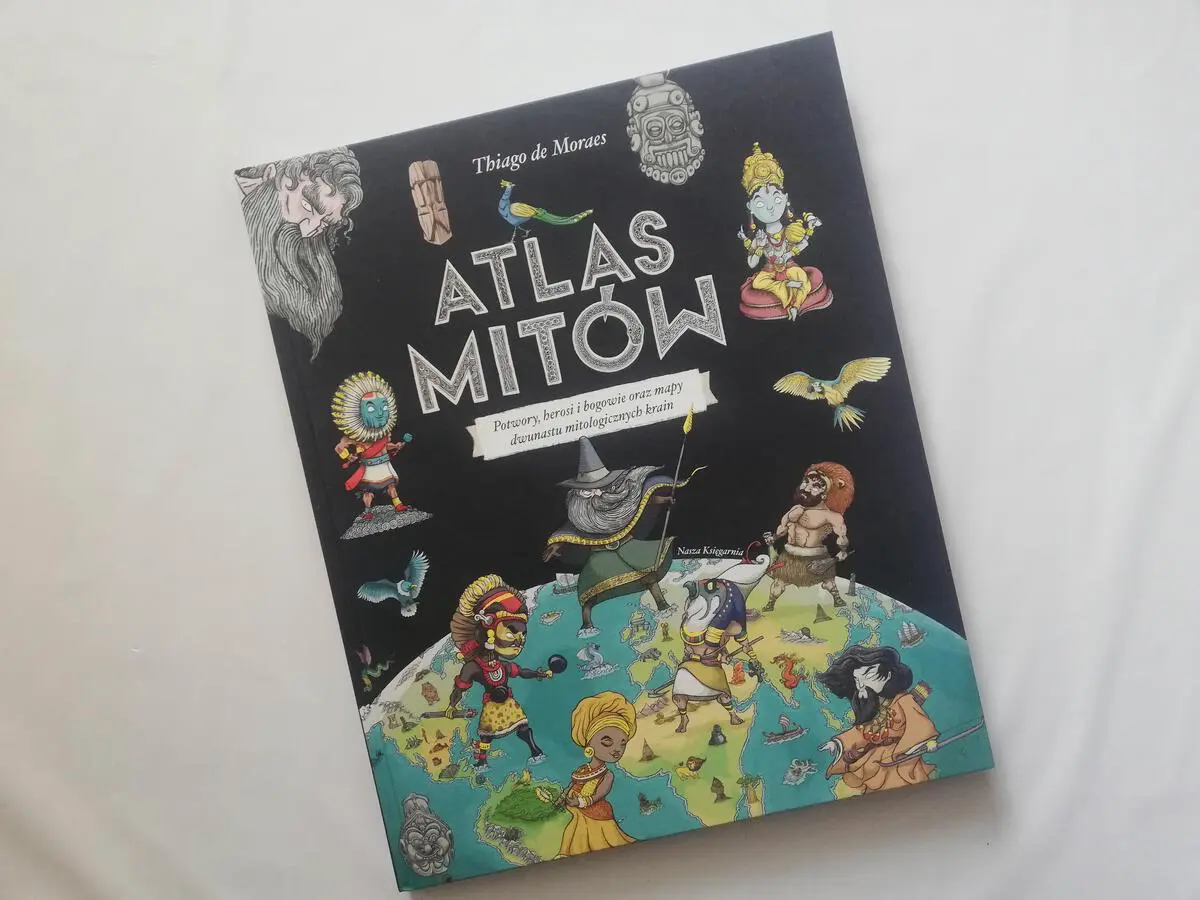 Thiago de Moraes
ATLAS
MITÓW
Potwory, herosi i bogowie oraz mapy
dwunastu mitologicznych krain
Nasza Księgarnia